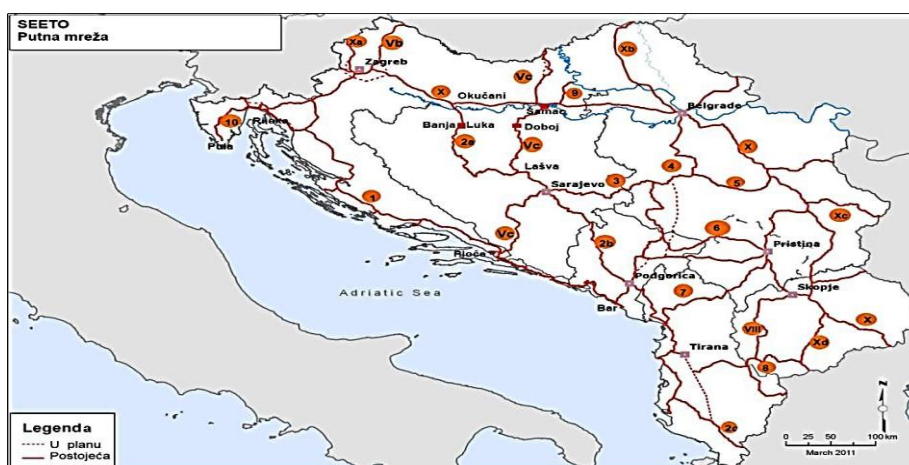 SEETO
Putna mreža
Xa
Vb
Xb
Zagreb
Vc
X
Okučani
9
Šamac
Belgrade
10
Rijeka
Pula
Banja Luka
Doboj
2a
Vc
X
4
5
Lašva
3
Sarajevo
1
Xc
6
Vc
2b
Pristina
Ploče
Podgorica
7
Skopje
Adriatic Sea
Bar
X
VIII
Xd
Tirana
8
2c
N
Legenda
U planu
Postojeća
0 25 50 100 km
March 2011